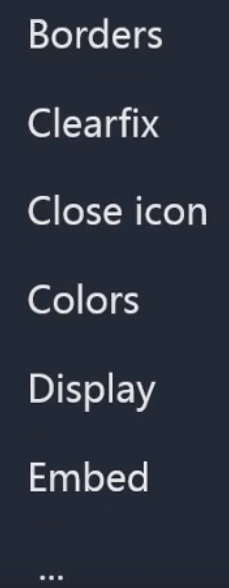 Borders
Clearfix
Close icon
Colors
Display
Embed
...